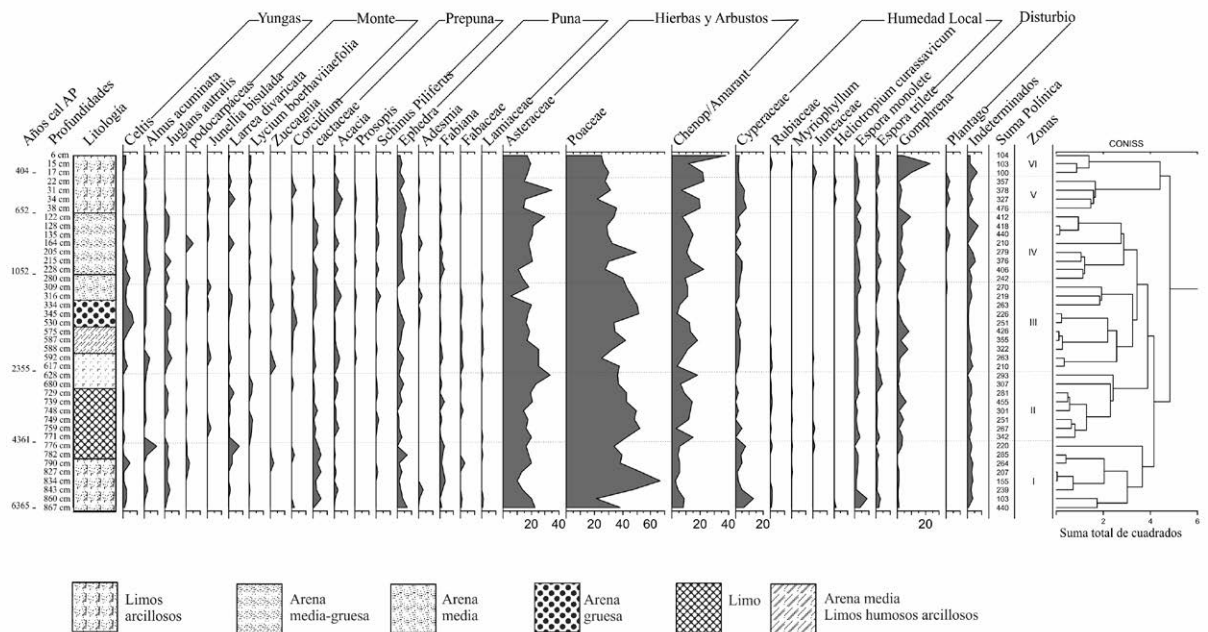 Yungas
Monte
Prepuna
Puna
Hierbas y Arbustos
Humedad Local
Disturbio
Años cal AP
Profundidades
Litología
Celtis
Alnus acuminata
Juglans autralis
podocarpáceas
Junellia bisulada
Larrea divaricata
Lycium boerhaviiaefolia
Zuccagnia
Corcidium
cactaceae
Acacia
Prosopis
Schinus Piliferus
Ephedra
Adesmia
Fabiana
Fabaceae
Lamiaceae
Asteraceae
Poaceae
Chenop/Amarant
Cyperaceae
Rubiaceae
Myriophyllum
Juncaceae
Heliotropium curassavicum
Espora monolete
Espora trilete
Gomphrena
Plantago
Indeterminados
Suma Polínica
Zonas
CONISS
404
652
1052
2355
4361
6365
6 cm
15 cm
17 cm
22 cm
31 cm
34 cm
38 cm
122 cm
128 cm
135 cm
164 cm
205 cm
215 cm
228 cm
280 cm
309 cm
316 cm
334 cm
345 cm
530 cm
575 cm
587 cm
588 cm
592 cm
617 cm
628 cm
680 cm
729 cm
739 cm
748 cm
749 cm
759 cm
771 cm
776 cm
782 cm
790 cm
827 cm
834 cm
843 cm
860 cm
867 cm
104
103
100
357
378
327
476
412
418
440
210
279
376
406
242
270
219
263
226
251
426
355
322
263
210
293
307
281
455
301
251
267
342
220
285
264
207
155
239
103
440
VI
V
IV
III
II
I
20 40
20 40 60
20 40
20
20
2 4 6
Suma total de cuadrados
Limos
arcillosos
Arena
media-gruesa
Arena
media
Arena
gruesa
Limo
Arena media
Limos humosos arcillosos